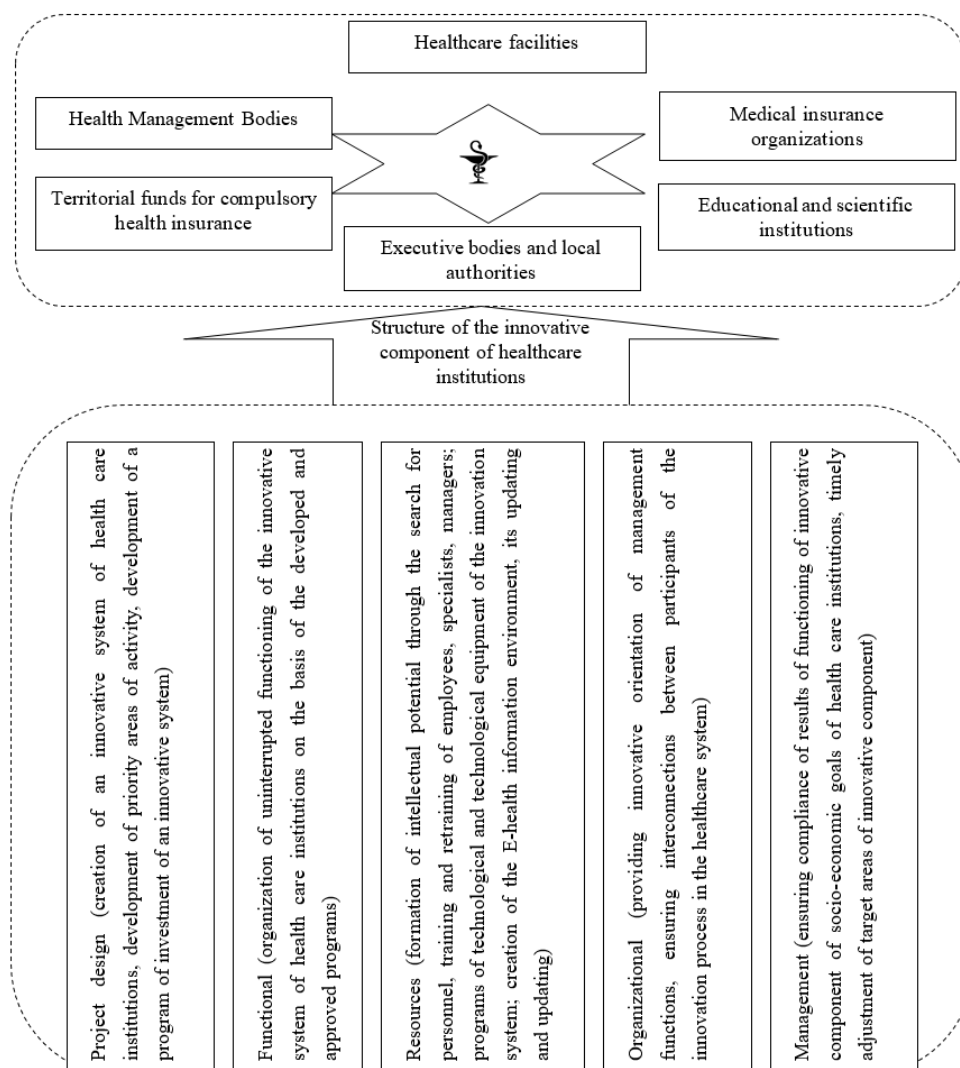 Healthcare facilities
Health Management Bodies
Medical insurance
organizations
Territorial funds for compulsory
health insurance
Educational and scientific
institutions
Executive bodies and local
authorities
Structure of the innovative
component of healthcare
institutions
Project design (creation of an innovative system of health care
institutions, development of priority areas of activity, development of a
program of investment of an innovative system)
Functional (organization of uninterrupted functioning of the innovative
system of health care institutions on the basis of the developed and
approved programs)
Resources (formation of intellectual potential through the search for
personnel, training and retraining of employees, specialists, managers;
programs of technological and technological equipment of the innovation
system; creation of the E-health information environment, its updating
and updating)
Organizational (providing innovative orientation of management
functions, ensuring interconnections between participants of the
innovation process in the healthcare system)
Management (ensuring compliance of results of functioning of innovative
component of socio-economic goals of health care institutions, timely
adjustment of target areas of innovative component)